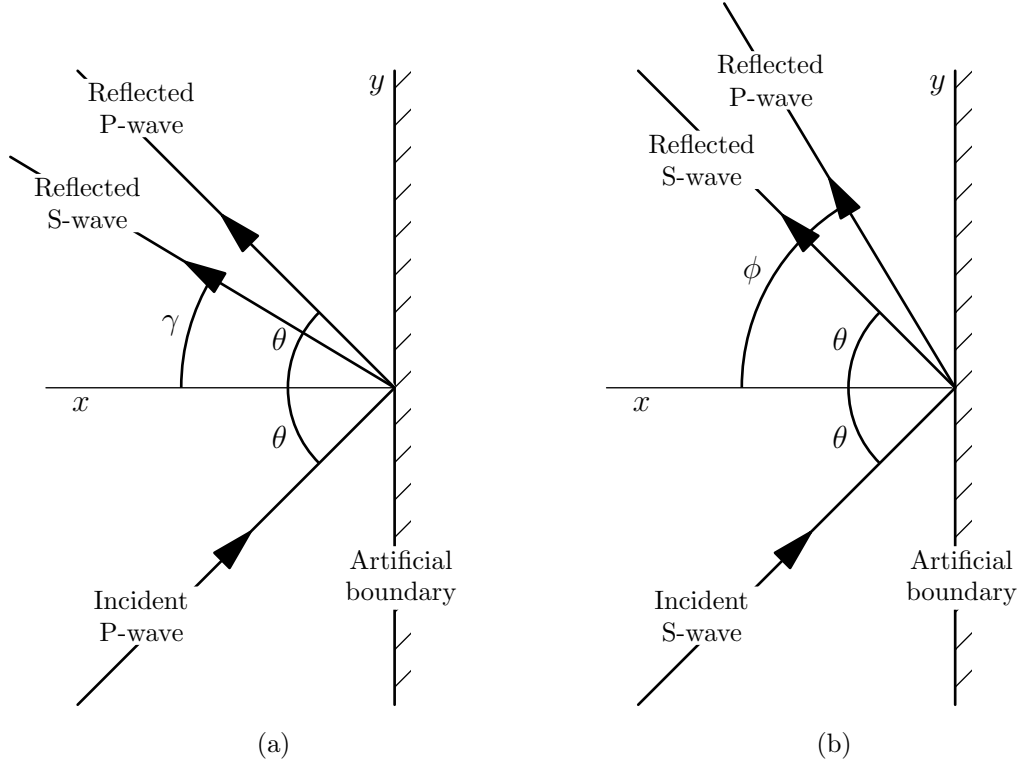 Reflected
P-wave
y
Reflected
S-wave
γ
θ
x
θ
Artificial
boundary
Incident
P-wave
(a)
Reflected
P-wave
y
Reflected
S-wave
ϕ
θ
x
θ
Artificial
boundary
Incident
S-wave
(b)